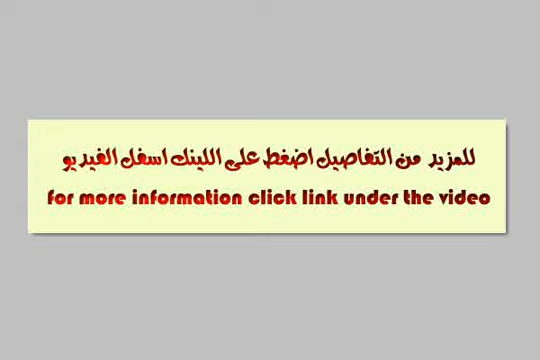 للمزيد من التفاصيل اضغط على اللينك اسفل الفيديو
for more information click link under the video